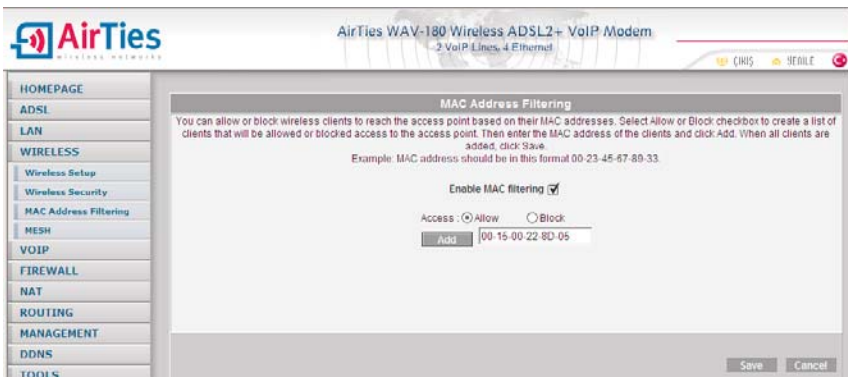 AirTies
wireless networks
AirTies WAV-180 Wireless ADSL2+ VoIP Modem
2 VoIP Lines, 4 Ethernet
ÇIKIŞ
YENİLE
HOMEPAGE
ADSL
LAN
WIRELESS
Wireless Setup
Wireless Security
MAC Address Filtering
MESH
VOIP
FIREWALL
NAT
ROUTING
MANAGEMENT
DDNS
TOOLS
MAC Address Filtering
You can allow or block wireless clients to reach the access point based on their MAC addresses. Select Allow or Block checkbox to create a list of
clients that will be allowed or blocked access to the access point. Then enter the MAC address of the clients and click Add. When all clients are
added, click Save.
Example: MAC address should be in this format 00-23-45-67-89-33.
Enable MAC filtering
Access : Allow Block
Add 00-15-00-22-8D-05
Save Cancel